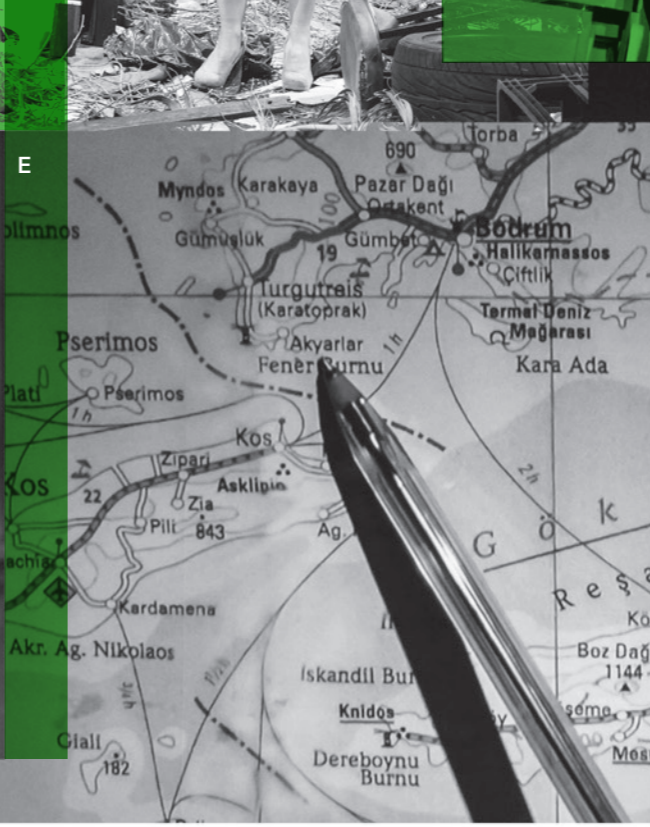 E
Torba
690
Myndos
Karakaya
Pazar Dağı
100
Ortakent
Bodrum
Gümüşlük
Gümbet
19
Halikarnassos
Çiftlik
Turgutreis
(Karatoprak)
Termal Deniz
Mağarası
Pserimos
Akyarlar
1h
Fener Burnu
Kara Ada
Plati
Pserimos
1h
Kos
Kos
Zipari
2h
22
Asklipio
Zia
G ö k
Pili
843
Ag.
Kardamena
Akr. Ag. Nikolaos
Boz Dağ
İskandil Bur
1144
Knidos
Giali
182
Dereboynu
Burnu